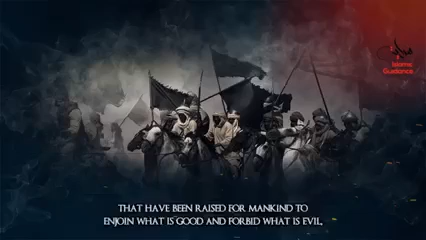 Islamic
Guidance
THAT HAVE BEEN RAISED FOR MANKIND TO
ENJOIN WHAT IS GOOD AND FORBID WHAT IS EVIL,